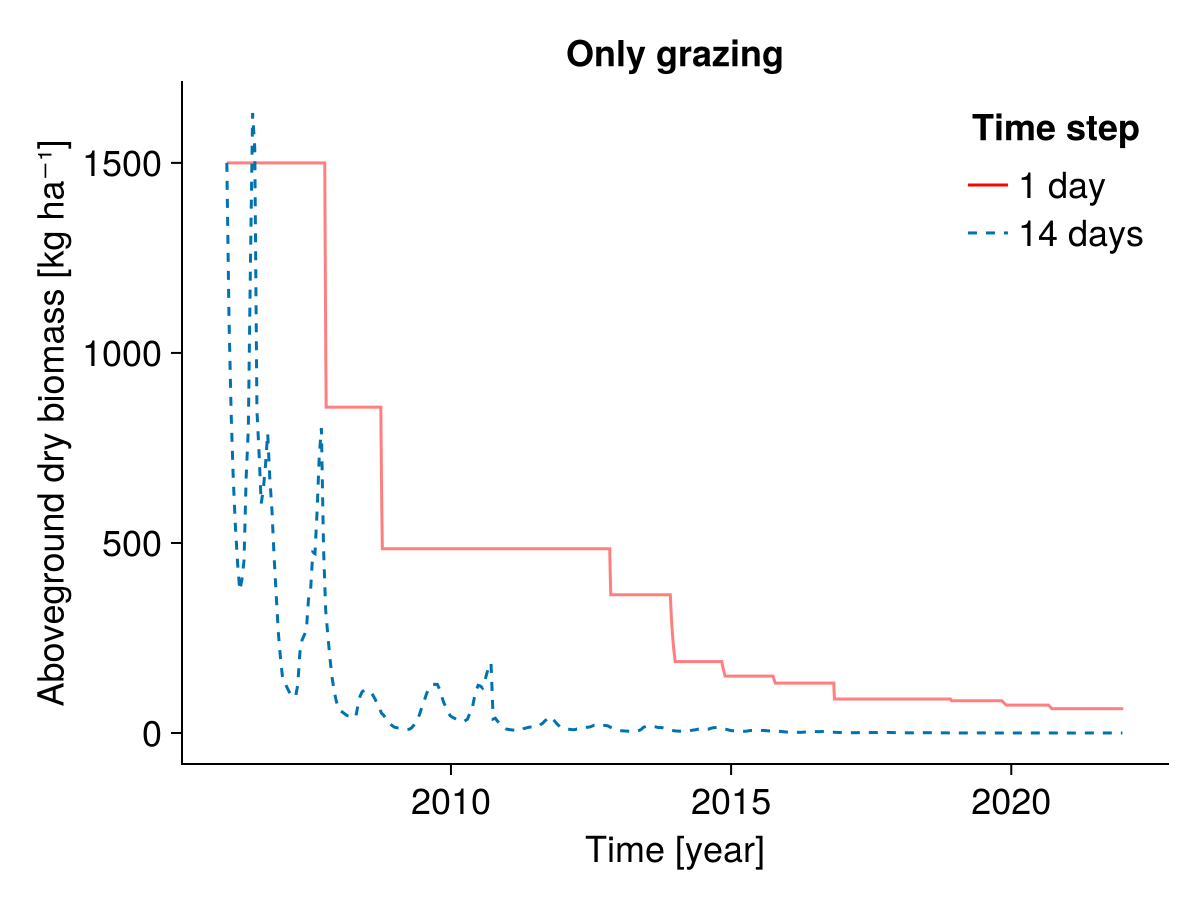 Only grazing
Time step
1 day
14 days
Aboveground dry biomass [kg ha⁻¹]
1500
1000
500
0
2010
2015
2020
Time [year]